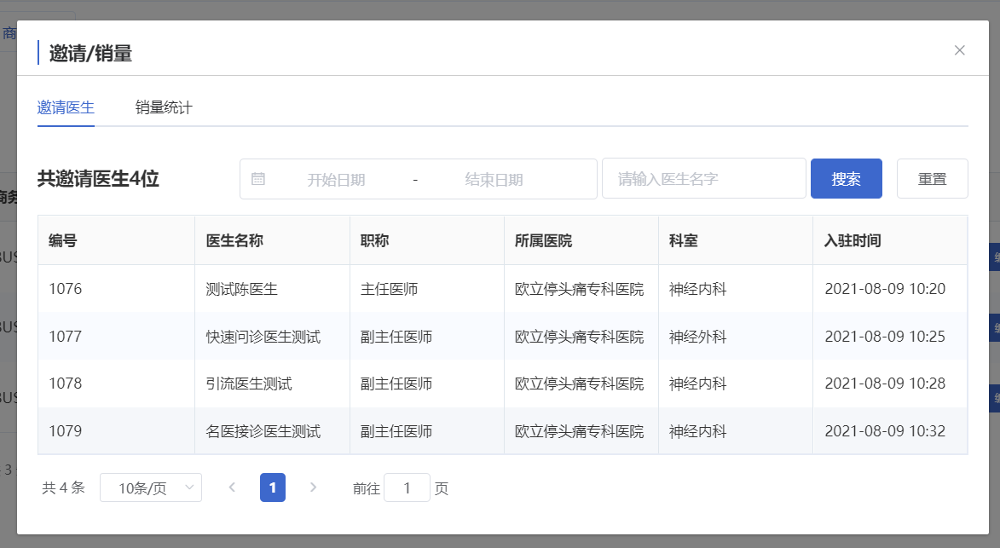 商
邀请/销量
邀请医生 销量统计
共邀请医生4位 开始日期 - 结束日期 请输入医生名字 搜索 重置
编号 医生名称 职称 所属医院 科室 入驻时间
1076 测试陈医生 主任医师 欧立停头痛专科医院 神经内科 2021-08-09 10:20
1077 快速问诊医生测试 副主任医师 欧立停头痛专科医院 神经外科 2021-08-09 10:25
1078 引流医生测试 副主任医师 欧立停头痛专科医院 神经内科 2021-08-09 10:28
1079 名医接诊医生测试 副主任医师 欧立停头痛专科医院 神经内科 2021-08-09 10:32
共 4 条 10条/页 1 前往 1 页